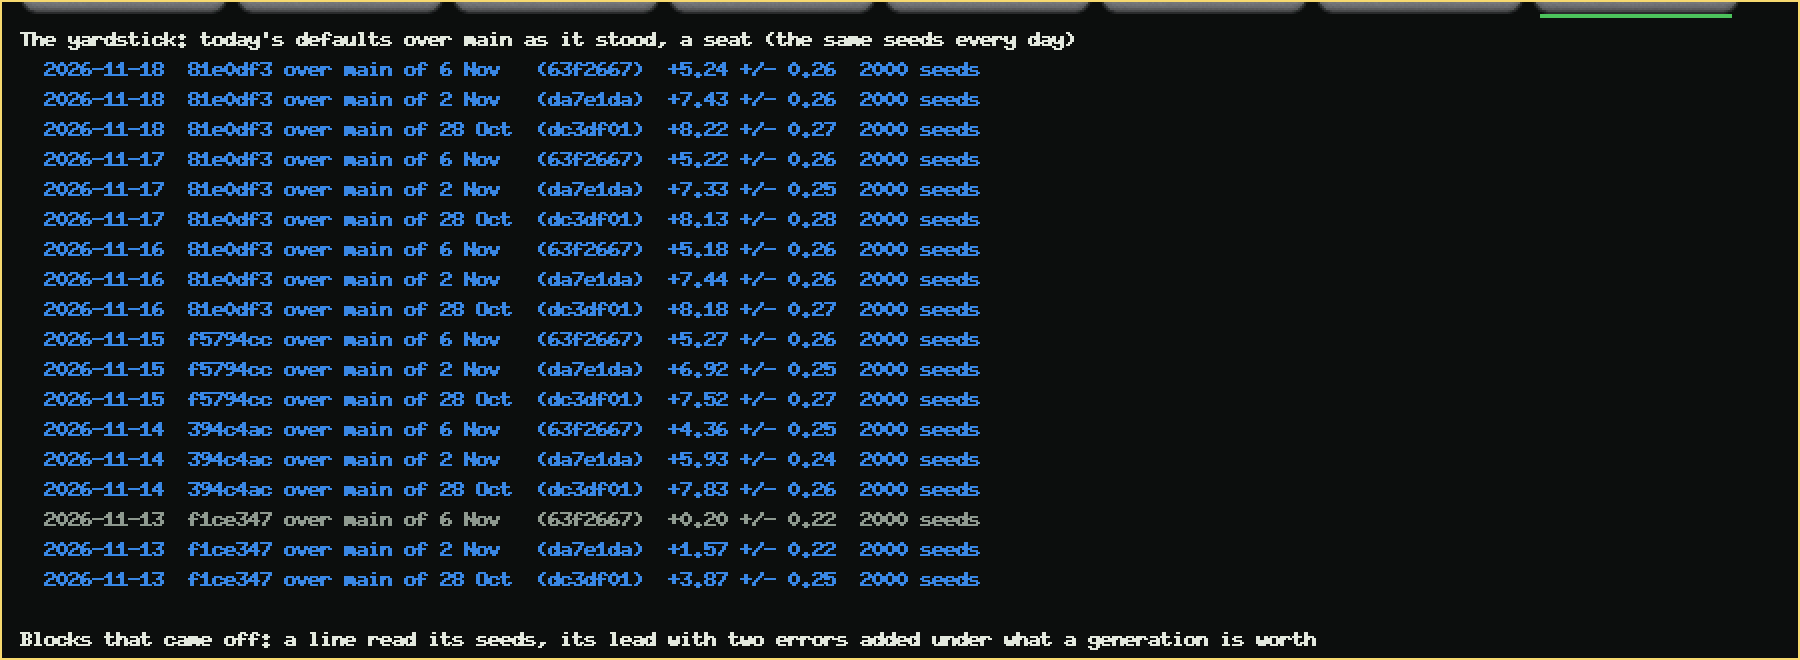 The yardstick: today's defaults over main as it stood, a seat (the same seeds every day)
2026-11-18  81e0df3 over main of 6 Nov   (63f2667)  +5.24 +/- 0.26  2000 seeds
2026-11-18  81e0df3 over main of 2 Nov   (da7e1da)  +7.43 +/- 0.26  2000 seeds
2026-11-18  81e0df3 over main of 28 Oct  (dc3df01)  +8.22 +/- 0.27  2000 seeds
2026-11-17  81e0df3 over main of 6 Nov   (63f2667)  +5.22 +/- 0.26  2000 seeds
2026-11-17  81e0df3 over main of 2 Nov   (da7e1da)  +7.33 +/- 0.25  2000 seeds
2026-11-17  81e0df3 over main of 28 Oct  (dc3df01)  +8.13 +/- 0.28  2000 seeds
2026-11-16  81e0df3 over main of 6 Nov   (63f2667)  +5.18 +/- 0.26  2000 seeds
2026-11-16  81e0df3 over main of 2 Nov   (da7e1da)  +7.44 +/- 0.26  2000 seeds
2026-11-16  81e0df3 over main of 28 Oct  (dc3df01)  +8.18 +/- 0.27  2000 seeds
2026-11-15  f5794cc over main of 6 Nov   (63f2667)  +5.27 +/- 0.26  2000 seeds
2026-11-15  f5794cc over main of 2 Nov   (da7e1da)  +6.92 +/- 0.25  2000 seeds
2026-11-15  f5794cc over main of 28 Oct  (dc3df01)  +7.52 +/- 0.27  2000 seeds
2026-11-14  394c4ac over main of 6 Nov   (63f2667)  +4.36 +/- 0.25  2000 seeds
2026-11-14  394c4ac over main of 2 Nov   (da7e1da)  +5.93 +/- 0.24  2000 seeds
2026-11-14  394c4ac over main of 28 Oct  (dc3df01)  +7.83 +/- 0.26  2000 seeds
2026-11-13  f1ce347 over main of 6 Nov   (63f2667)  +0.20 +/- 0.22  2000 seeds
2026-11-13  f1ce347 over main of 2 Nov   (da7e1da)  +1.57 +/- 0.22  2000 seeds
2026-11-13  f1ce347 over main of 28 Oct  (dc3df01)  +3.87 +/- 0.25  2000 seeds
Blocks that came off: a line read its seeds, its lead with two errors added under what a generation is worth